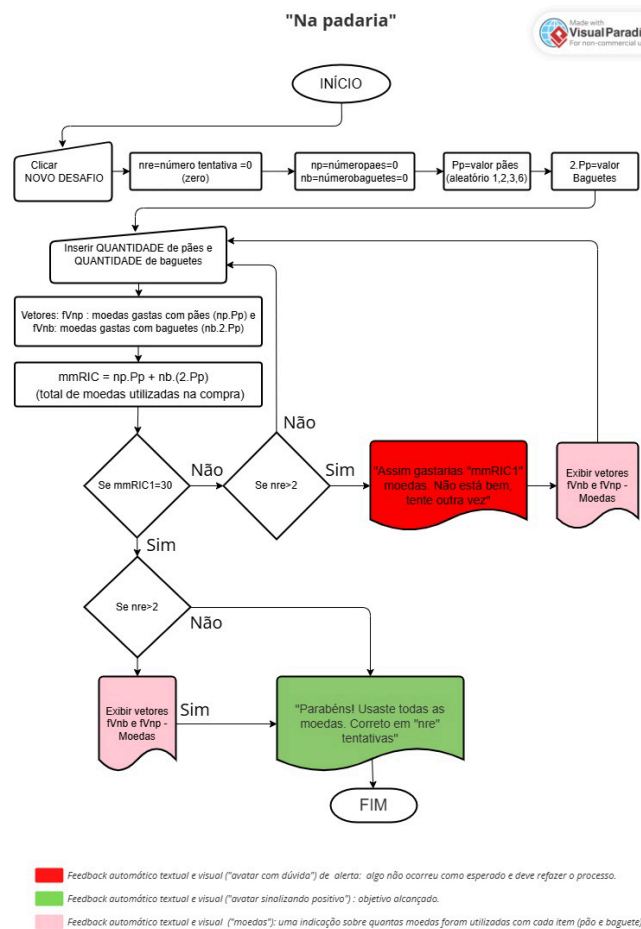 "Na padaria"
Made with
Visual Paradi
For non-commercial u
INÍCIO
Clicar
NOVO DESAFIO
nre=número tentativa =0
(zero)
np=númeropaes=0
nb=númerobaguetes=0
Pp=valor pães
(aleatório 1,2,3,6)
2.Pp=valor
Baguetes
Inserir QUANTIDADE de pães e
QUANTIDADE de baguetes
Vetores: fVnp : moedas gastas com pães (np.Pp) e
fVnb: moedas gastas com baguetes (nb.2.Pp)
mmRIC = np.Pp + nb.(2.Pp)
(total de moedas utilizadas na compra)
Se mmRIC1=30
Não
Se nre>2
Não
Sim
"Assim gastarias "mmRIC1"
moedas. Não está bem,
tente outra vez"
Exibir vetores
fVnb e fVnp -
Moedas
Sim
Se nre>2
Não
Exibir vetores
fVnb e fVnp -
Moedas
Sim
"Parabéns! Usaste todas as
moedas. Correto em "nre"
tentativas"
FIM
Feedback automático textual e visual ("avatar com dúvida") de alerta: algo não ocorreu como esperado e deve refazer o processo.
Feedback automático textual e visual ("avatar sinalizando positivo") : objetivo alcançado.
Feedback automático textual e visual ("moedas"): uma indicação sobre quantas moedas foram utilizadas com cada item (pão e baguete)